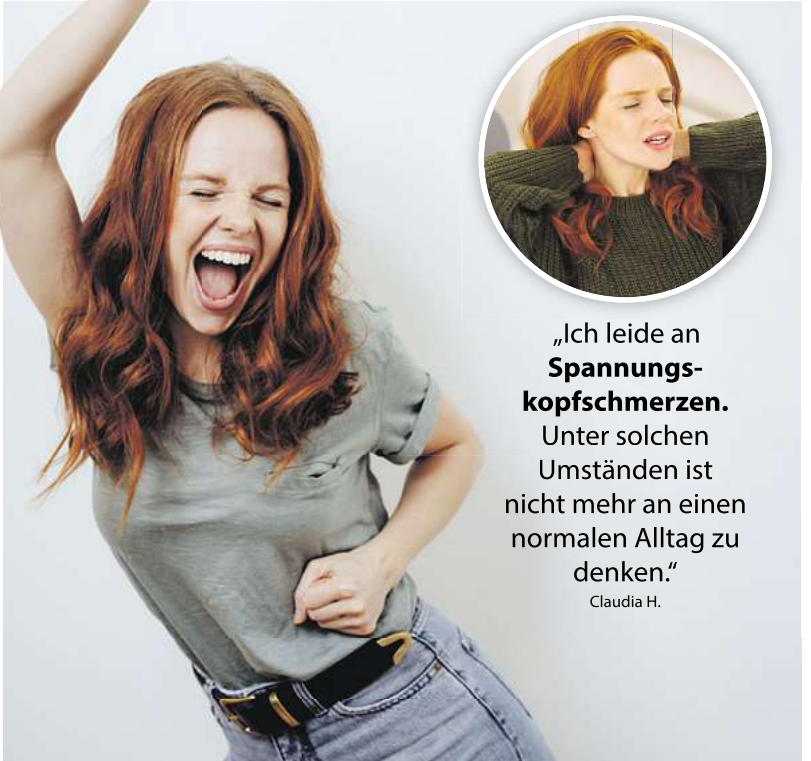 „Ich leide an
Spannungs-
kopfschmerzen.
Unter solchen
Umständen ist
nicht mehr an einen
normalen Alltag zu
denken.“
Claudia H.